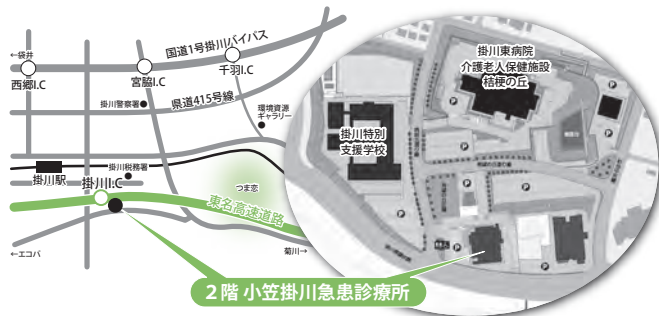 国道1号掛川バイパス
←袋井
西郷I.C
宮脇I.C
千羽I.C
掛川警察署
県道415号線
環境資源
ギャラリー
掛川駅
掛川税務署
掛川I.C
つま恋
東名高速道路
←エコパ
菊川→
掛川東病院
介護老人保健施設
桔梗の丘
掛川特別
支援学校
P
P
P
P
P
P
P
P
P
2階 小笠掛川急患診療所